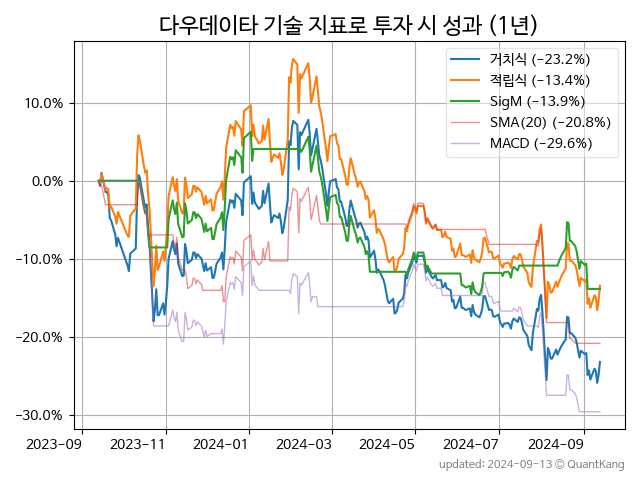 다우데이타 기술 지표로 투자 시 성과 (1년)
거치식 (-23.2%)
적립식 (-13.4%)
SigM (-13.9%)
SMA(20) (-20.8%)
MACD (-29.6%)
10.0%
0.0%
-10.0%
-20.0%
-30.0%
2023-09
2023-11
2024-01
2024-03
2024-05
2024-07
2024-09
updated: 2024-09-13 © QuantKang